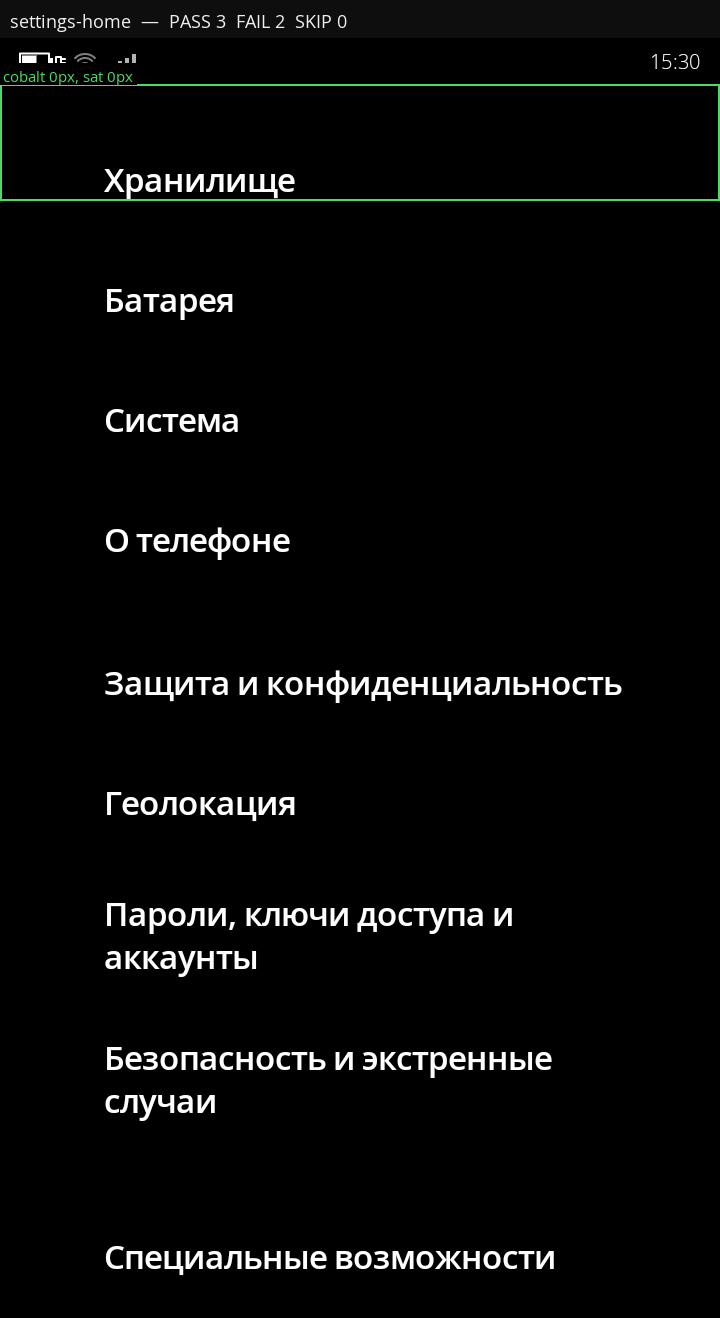 settings-home — PASS 3 FAIL 2 SKIP 0
15:30
cobalt 0px, sat 0px
Хранилище
Батарея
Система
О телефоне
Защита и конфиденциальность
Геолокация
Пароли, ключи доступа и
аккаунты
Безопасность и экстренные
случаи
Специальные возможности